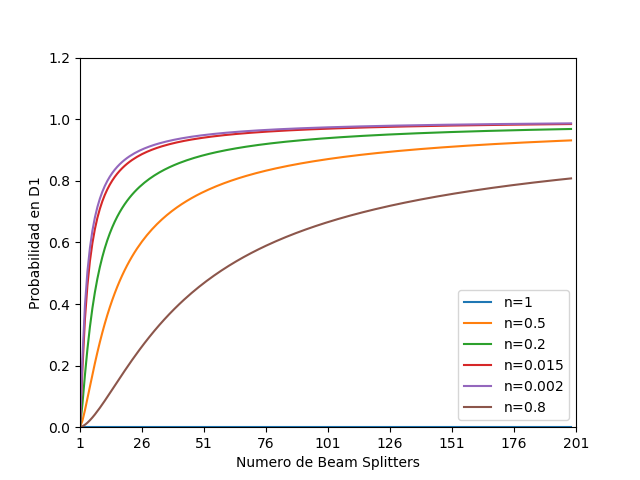 1.2
1.0
0.8
0.6
0.4
0.2
0.0
Probabilidad en D1
n=1
n=0.5
n=0.2
n=0.015
n=0.002
n=0.8
1 26 51 76 101 126 151 176 201
Numero de Beam Splitters